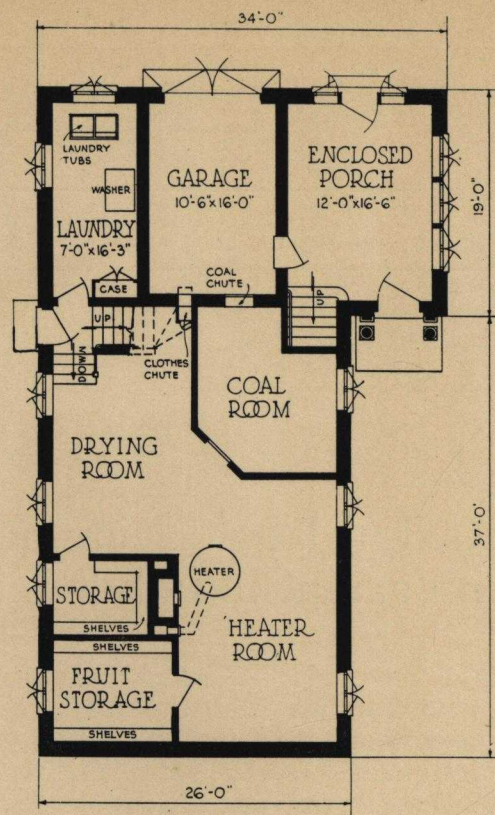 34'-0"
LAUNDRY
TUBS
WASHER
LAUNDRY
7'-0"x16'-3"
CASE
GARAGE
10'-6"x16'-0"
COAL
CHUTE
ENCLOSED
PORCH
12'-0"x16'-6"
19'-0"
UP
UP
DOWN
CLOTHES
CHUTE
COAL
ROOM
DRYING
ROOM
37'-0'
HEATER
STORAGE
SHELVES
HEATER
ROOM
SHELVES
FRUIT
STORAGE
SHELVES
26'-0"